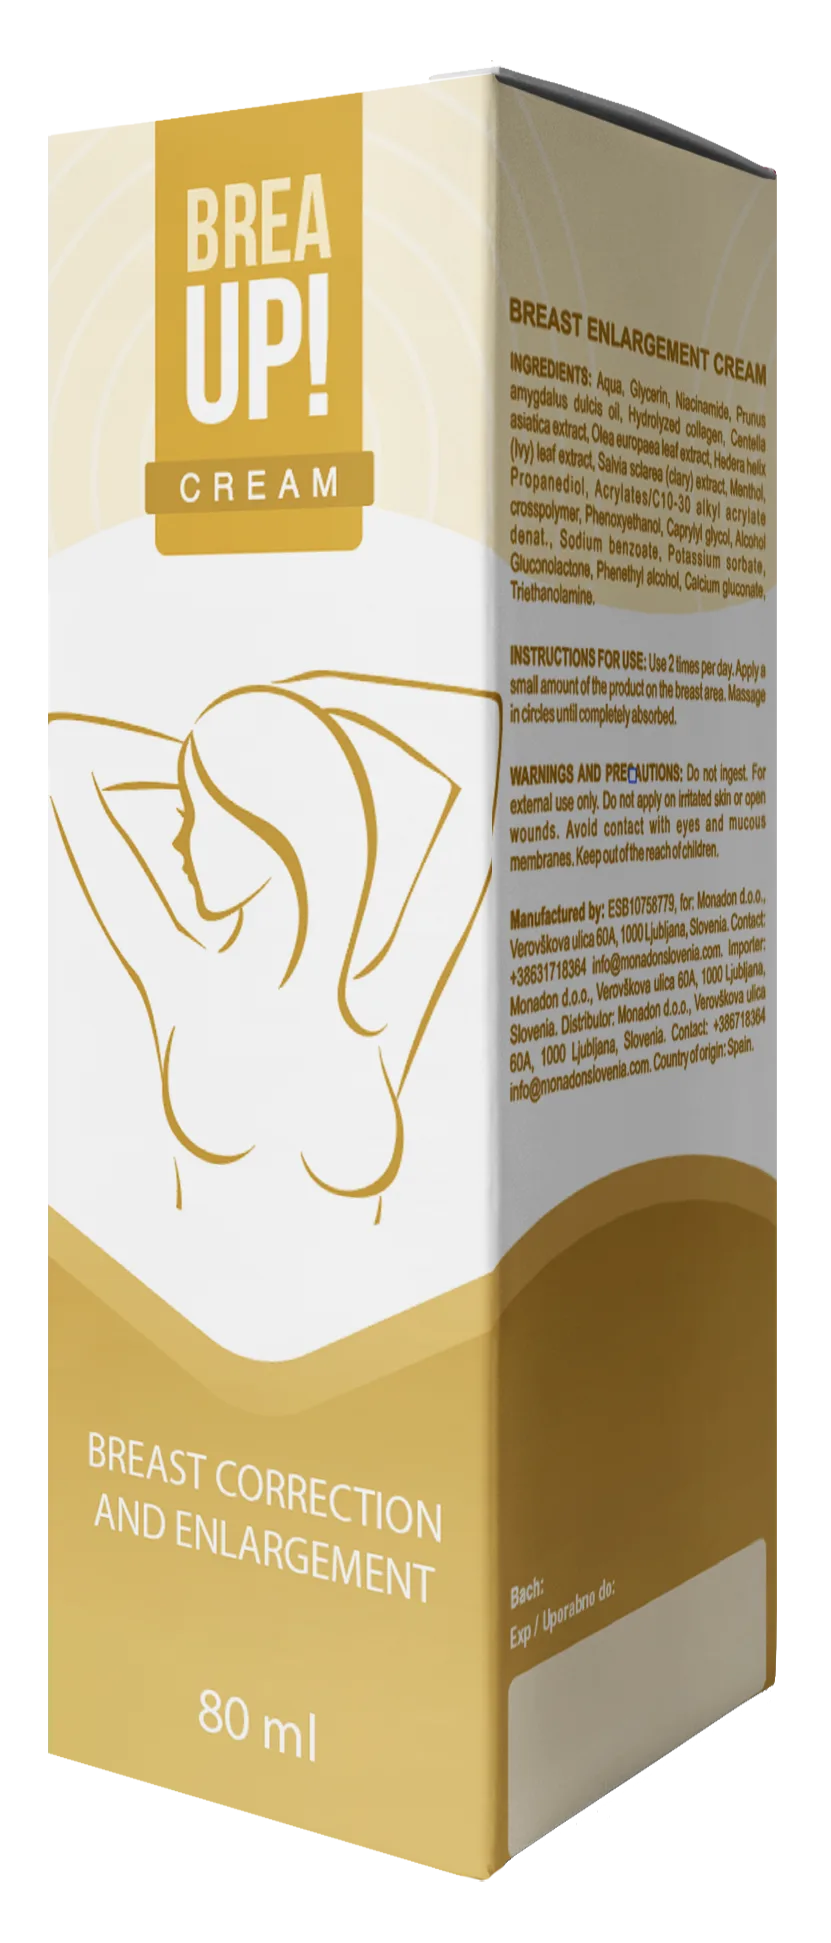 BREA
UP!
CREAM
BREAST CORRECTION
AND ENLARGEMENT
80 ml
BREAST ENLARGEMENT CREAM
INGREDIENTS: Aqua, Glycerin, Niacinamide, Prunus
amygdalus dulcis oil, Hydrolyzed collagen, Centella
asiatica extract, Olea europaea leaf extract, Hedera helix
(Ivy) leaf extract, Salvia sclarea (clary) extract, Menthol,
Propanediol, Acrylates/C10-30 alkyl acrylate
crosspolymer, Phenoxyethanol, Caprylyl glycol, Alcohol
denat., Sodium benzoate, Potassium sorbate,
Gluconolactone, Phenethyl alcohol, Calcium gluconate,
Triethanolamine.
INSTRUCTIONS FOR USE: Use 2 times per day. Apply a
small amount of the product on the breast area. Massage
in circles until completely absorbed.
WARNINGS AND PRECAUTIONS: Do not ingest. For
external use only. Do not apply on irritated skin or open
wounds. Avoid contact with eyes and mucous
membranes. Keep out of the reach of children.
Manufactured by: ESB10758779, for: Monadon d.o.o.,
Verovškova ulica 60A, 1000 Ljubljana, Slovenia. Contact:
+38631718364 info@monadonslovenia.com. Importer:
Monadon d.o.o., Verovškova ulica 60A, 1000 Ljubljana,
Slovenia. Distributor: Monadon d.o.o., Verovškova ulica
60A, 1000 Ljubljana, Slovenia. Contact: +386718364
info@monadonslovenia.com. Country of origin: Spain.
Bach:
Exp / Uporabno do: